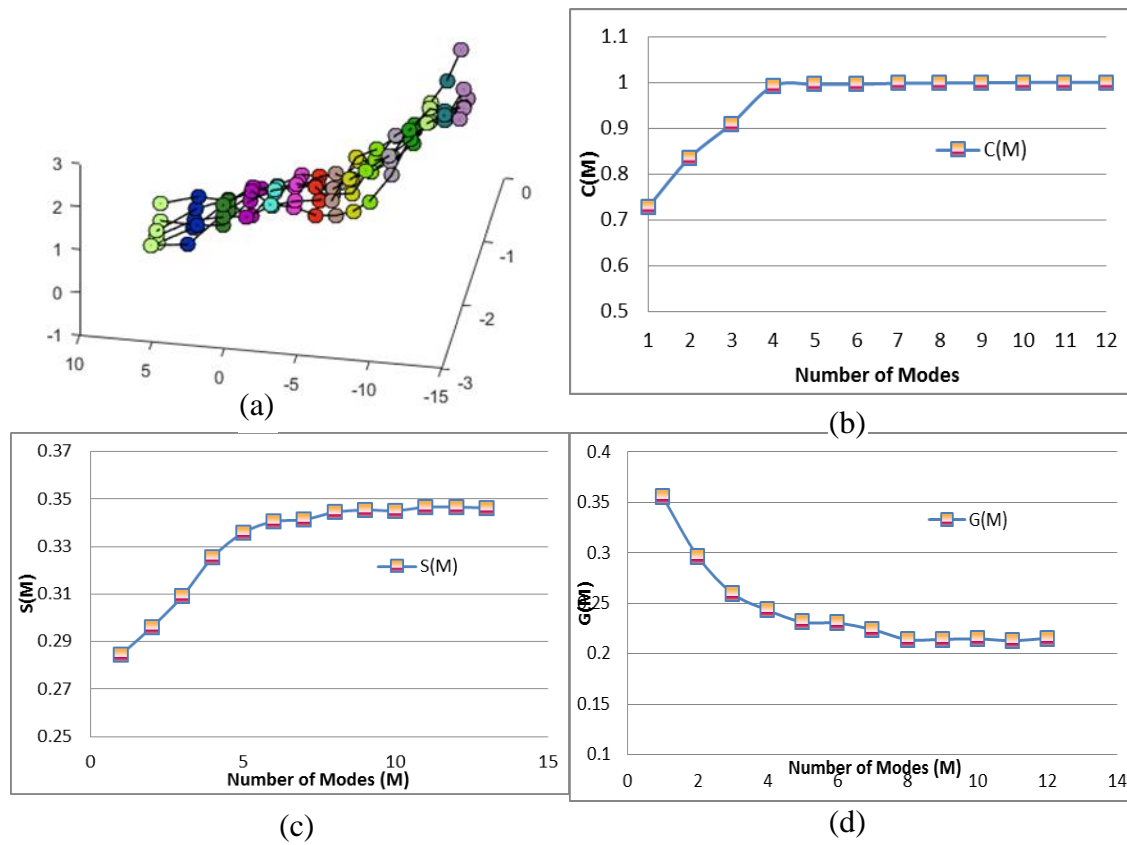 3
2
1
0
-1
10
5
0
-5
-10
-15
0
-1
-2
-3
(a)
1.1
1
0.9
0.8
0.7
0.6
0.5
C(M)
C(M)
1 2 3 4 5 6 7 8 9 10 11 12
Number of Modes
(b)
0.37
0.35
0.33
0.31
0.29
0.27
0.25
S(M)
S(M)
0 5 10 15
Number of Modes (M)
(c)
0.4
0.35
0.3
0.25
0.2
0.15
0.1
G(M)
G(M)
Number of Modes (M)
0 2 4 6 8 10 12 14
(d)